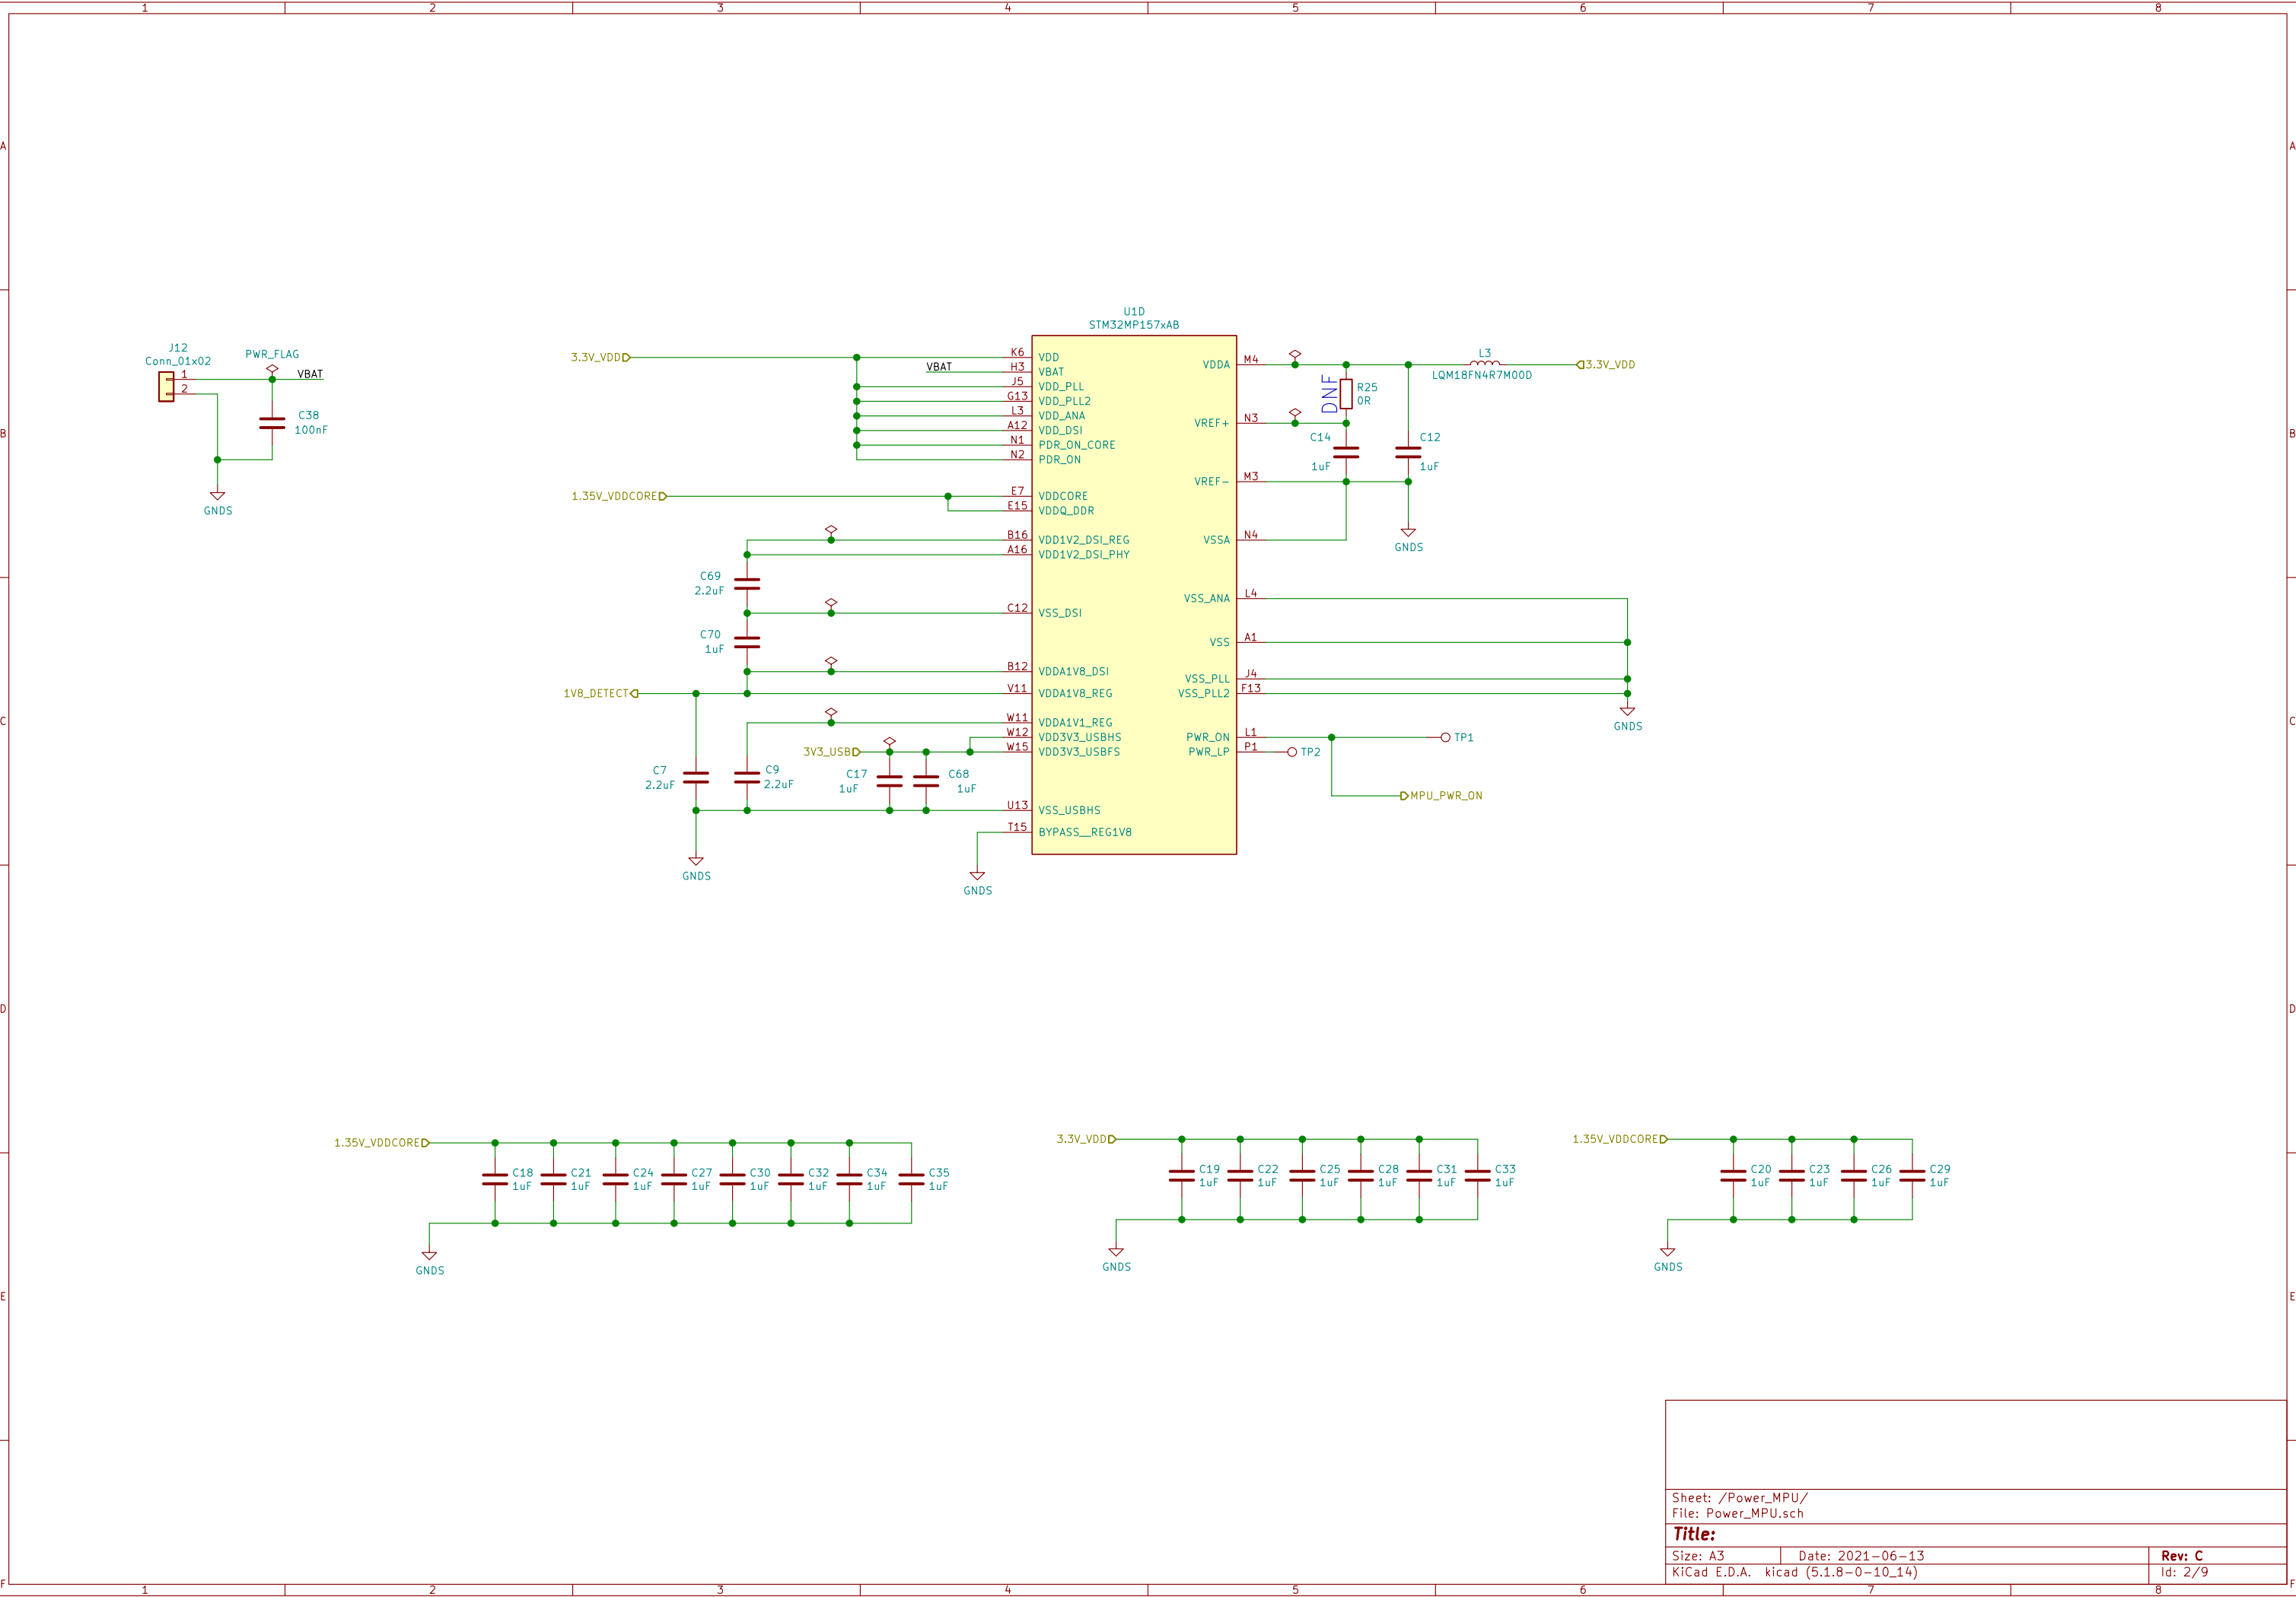 1 2 3 4 5 6 7 8
A A
B B
C C
D D
E E
F F
J12
Conn_01x02
1
2
PWR_FLAG
VBAT
C38
100nF
GNDS
U1D
STM32MP157xAB
3.3V_VDD
K6 VDD
VBAT H3 VBAT
J5 VDD_PLL
G13 VDD_PLL2
L3 VDD_ANA
A12 VDD_DSI
N1 PDR_ON_CORE
N2 PDR_ON
1.35V_VDDCORE
E7 VDDCORE
E15 VDDQ_DDR
B16 VDD1V2_DSI_REG
A16 VDD1V2_DSI_PHY
C69
2.2uF
C12 VSS_DSI
C70
1uF
B12 VDDA1V8_DSI
1V8_DETECT
V11 VDDA1V8_REG
W11 VDDA1V1_REG
W12 VDD3V3_USBHS
3V3_USB
W15 VDD3V3_USBFS
C7
2.2uF
C9
2.2uF
C17
1uF
C68
1uF
U13 VSS_USBHS
T15 BYPASS__REG1V8
GNDS
GNDS
VDDA M4
L3
LQM18FN4R7M00D
3.3V_VDD
DNF
R25
0R
VREF+ N3
C14
1uF
C12
1uF
VREF- M3
VSSA N4
GNDS
VSS_ANA L4
VSS A1
VSS_PLL J4
VSS_PLL2 F13
GNDS
PWR_ON L1
TP1
PWR_LP P1
TP2
MPU_PWR_ON
1.35V_VDDCORE
C18
1uF
C21
1uF
C24
1uF
C27
1uF
C30
1uF
C32
1uF
C34
1uF
C35
1uF
GNDS
3.3V_VDD
C19
1uF
C22
1uF
C25
1uF
C28
1uF
C31
1uF
C33
1uF
GNDS
1.35V_VDDCORE
C20
1uF
C23
1uF
C26
1uF
C29
1uF
GNDS
Sheet: /Power_MPU/
File: Power_MPU.sch
Title:
Size: A3 Date: 2021-06-13 Rev: C
KiCad E.D.A. kicad (5.1.8-0-10_14) Id: 2/9
1 2 3 4 5 6 7 8